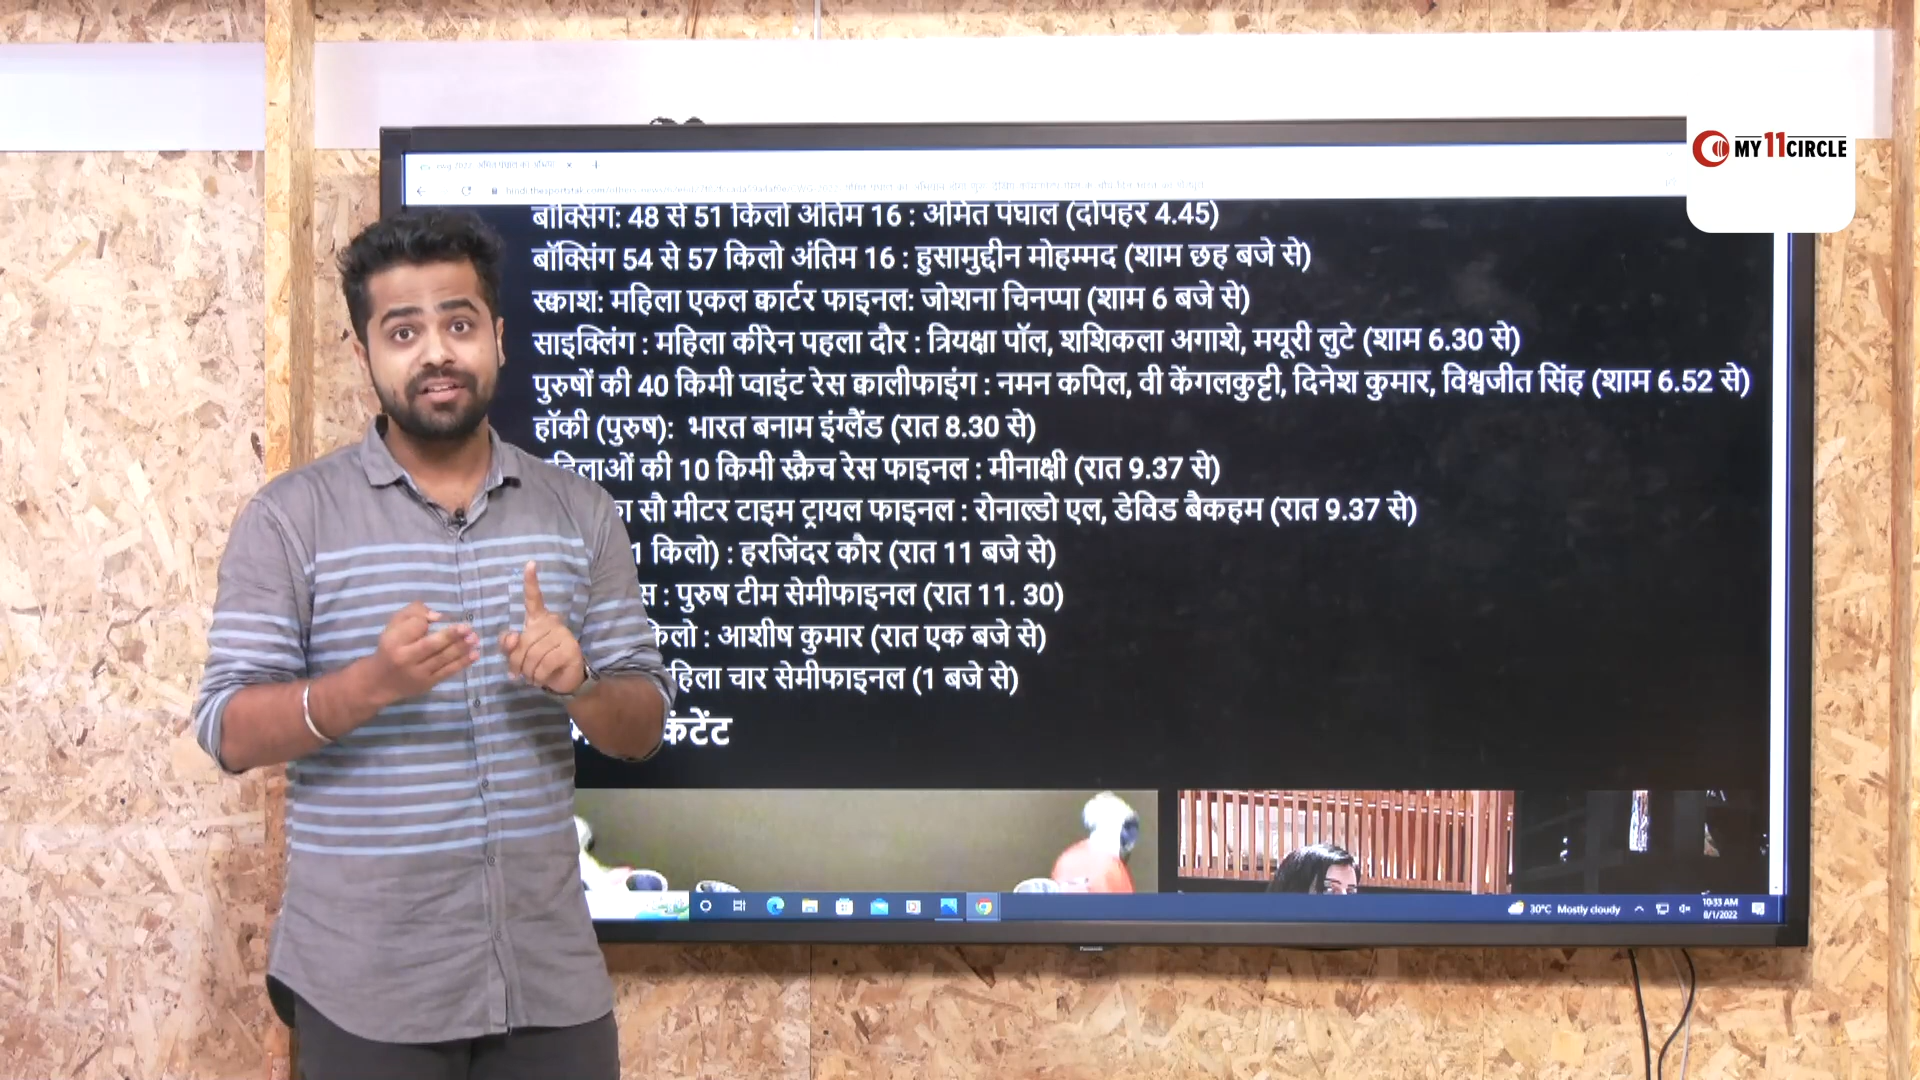 MY11CIRCLE
बॉक्सिंग: 48 से 51 किलो अंतिम 16 : अमित पंघाल (दोपहर 4.45)
बॉक्सिंग 54 से 57 किलो अंतिम 16 : हुसामुद्दीन मोहम्मद (शाम छह बजे से)
स्क्वाश: महिला एकल क्वार्टर फाइनल: जोशना चिनप्पा (शाम 6 बजे से)
साइक्लिंग : महिला कीरेन पहला दौर : त्रियक्षा पॉल, शशिकला अगाशे, मयूरी लुटे (शाम 6.30 से)
पुरुषों की 40 किमी प्वाइंट रेस क्वालीफाइंग : नमन कपिल, वी केंगलकुट्टी, दिनेश कुमार, विश्वजीत सिंह (शाम 6.52 से)
हॉकी (पुरुष): भारत बनाम इंग्लैंड (रात 8.30 से)
की 10 किमी स्क्रैच रेस फाइनल : मीनाक्षी (रात 9.37 से)
सौ मीटर टाइम ट्रायल फाइनल : रोनाल्डो एल, डेविड बैकहम (रात 9.37 से)
1 किलो) : हरजिंदर कौर (रात 11 बजे से)
स : पुरुष टीम सेमीफाइनल (रात 11. 30)
किलो : आशीष कुमार (रात एक बजे से)
चार सेमीफाइनल (1 बजे से)
कंटेंट
30°C Mostly cloudy
10:33 AM
8/1/2022